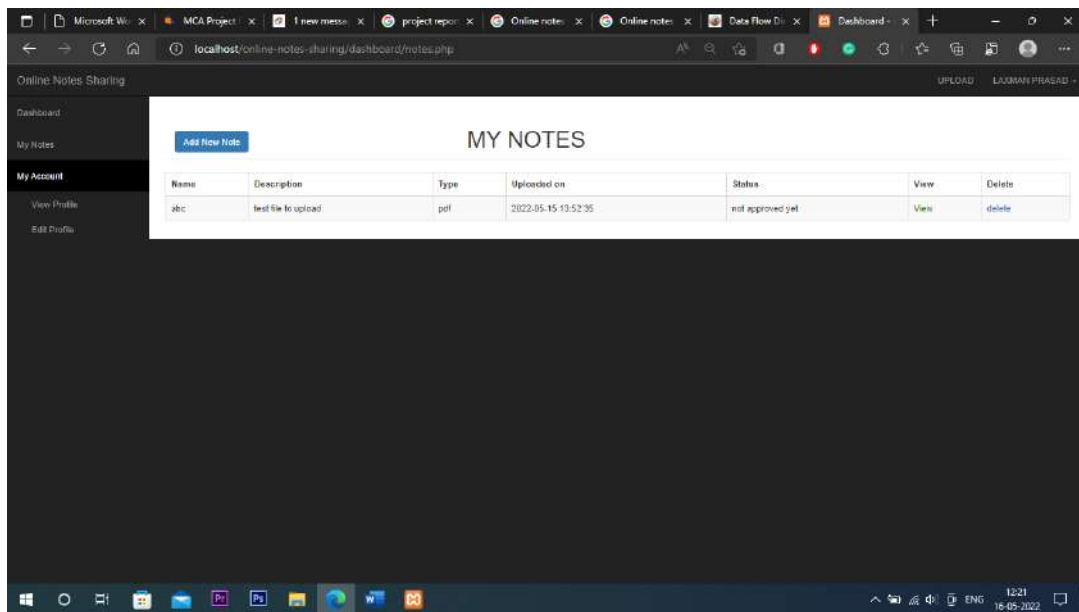 Microsoft Wo
MCA Project
1 new messa
project repor
Online notes
Online notes
Data Flow Di
Dashboard -
localhost/online-notes-sharing/dashboard/notes.php
Online Notes Sharing
UPLOAD
LAXMAN PRASAD
Dashboard
My Notes
My Account
View Profile
Edit Profile
Add New Note
MY NOTES
Name Description Type Uploaded on Status View Delete
abc test file to upload pdf 2022-05-15 13:52:35 not approved yet View delete
Pr
Ps
ENG
12:21
16-05-2022